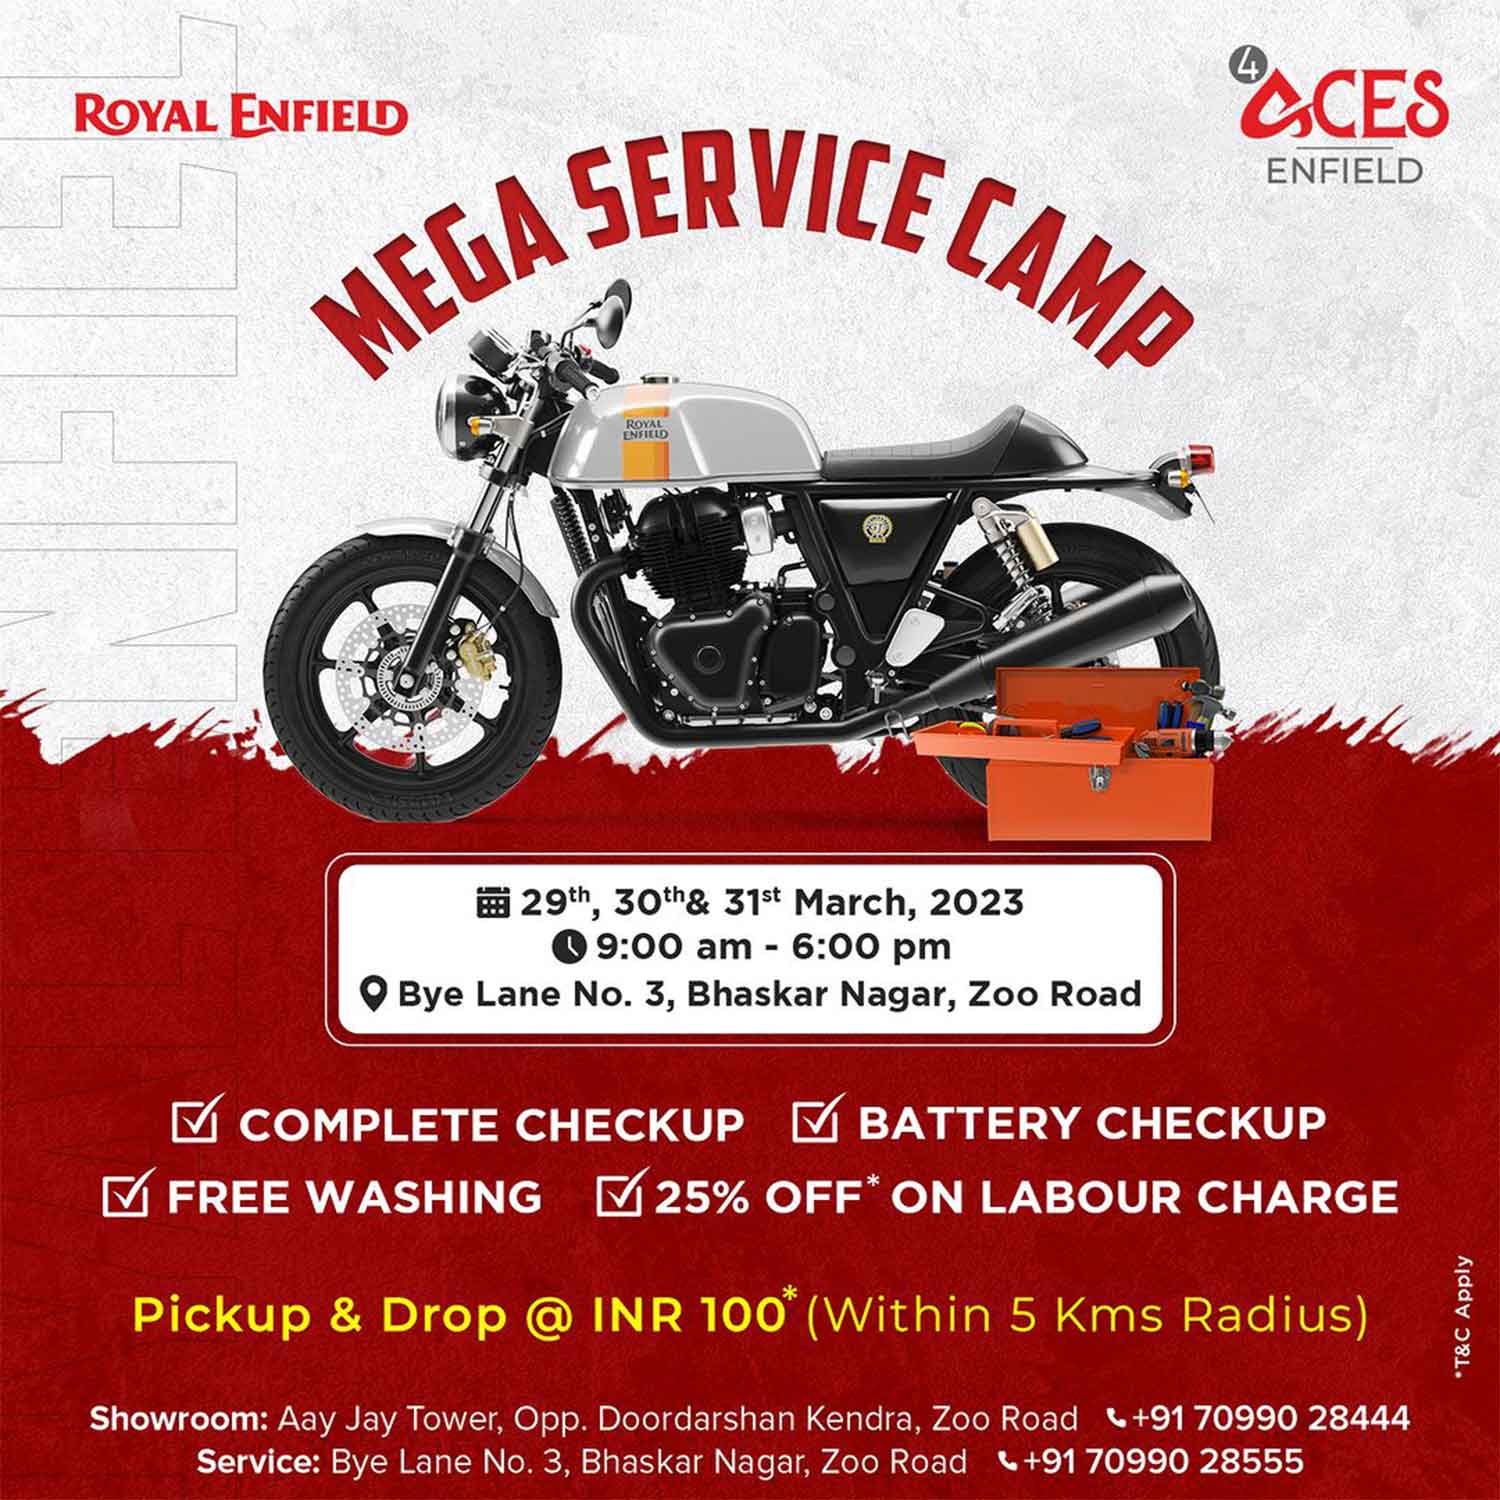 ROYAL ENFIELD
4 ACES
ENFIELD
MEGA SERVICE CAMP
ROYAL
ENFIELD
29th, 30th& 31st March, 2023
9:00 am - 6:00 pm
Bye Lane No. 3, Bhaskar Nagar, Zoo Road
COMPLETE CHECKUP BATTERY CHECKUP
FREE WASHING 25% OFF* ON LABOUR CHARGE
Pickup & Drop @ INR 100* (Within 5 Kms Radius)
*T&C Apply
Showroom: Aay Jay Tower, Opp. Doordarshan Kendra, Zoo Road +91 70990 28444
Service: Bye Lane No. 3, Bhaskar Nagar, Zoo Road +91 70990 28555